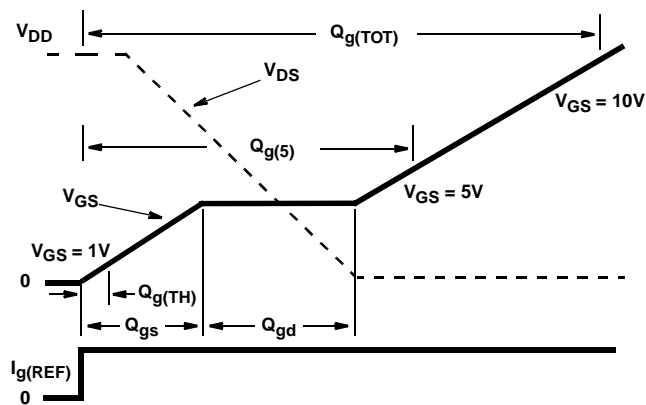 V_DD
Q_g(TOT)
V_DS
V_GS = 10V
Q_g(5)
V_GS
V_GS = 5V
V_GS = 1V
0
Q_g(TH)
Q_gs
Q_gd
I_g(REF)
0